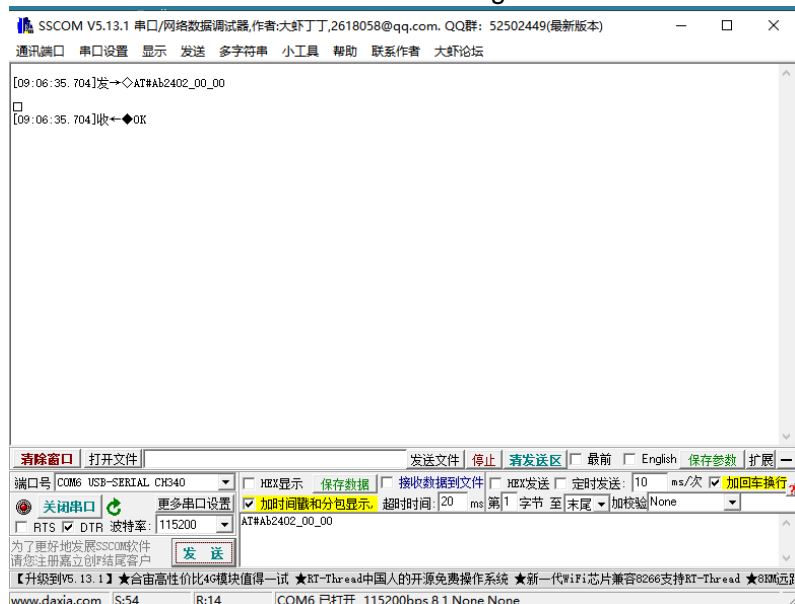 SSCOM V5.13.1 串口/网络数据调试器,作者:大虾丁丁,2618058@qq.com. QQ群: 52502449(最新版本)
通讯端口 串口设置 显示 发送 多字符串 小工具 帮助 联系作者 大虾论坛
[09:06:35.704]发→◇AT#Ab2402_00_00
□
[09:06:35.704]收←◆OK
清除窗口 打开文件 发送文件 停止 清发送区 最前 English 保存参数 扩展 —
端口号 COM6 USB-SERIAL CH340 HEX显示 保存数据 接收数据到文件 HEX发送 定时发送: 10 ms/次 加回车换行
关闭串口 更多串口设置 加时间戳和分包显示. 超时时间: 20 ms 第 1 字节 至 末尾 加校验 None
RTS DTR 波特率: 115200 AT#Ab2402_00_00
为了更好地发展SSCOM软件
请您注册嘉立创F结尾客户 发 送
【升级到V5.13.1】★合宙高性价比4G模块值得一试 ★RT-Thread中国人的开源免费操作系统 ★新一代WiFi芯片兼容8266支持RT-Thread ★8KM远
www.daxia.com S:54 R:14 COM6 已打开 115200bps,8,1,None,None